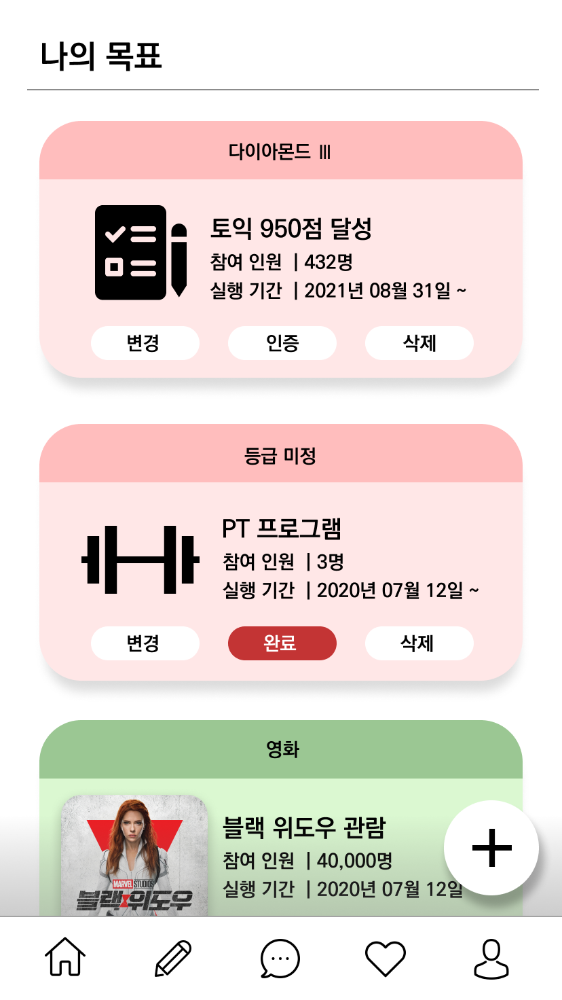 나의 목표
다이아몬드 Ⅲ
토익 950점 달성
참여 인원 | 432명
실행 기간 | 2021년 08월 31일 ~
변경 인증 삭제
등급 미정
PT 프로그램
참여 인원 | 3명
실행 기간 | 2020년 07월 12일 ~
변경 완료 삭제
영화
블랙 위도우 관람
참여 인원 | 40,000명
실행 기간 | 2020년 07월 12일
MARVEL STUDIOS
블랙 위도우